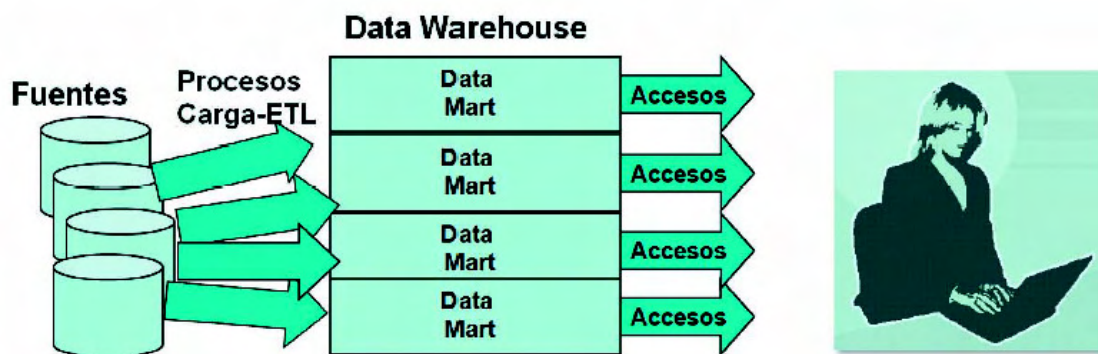 Data Warehouse
Fuentes
Procesos
Carga-ETL
Data
Mart
Accesos
Data
Mart
Accesos
Data
Mart
Accesos
Data
Mart
Accesos